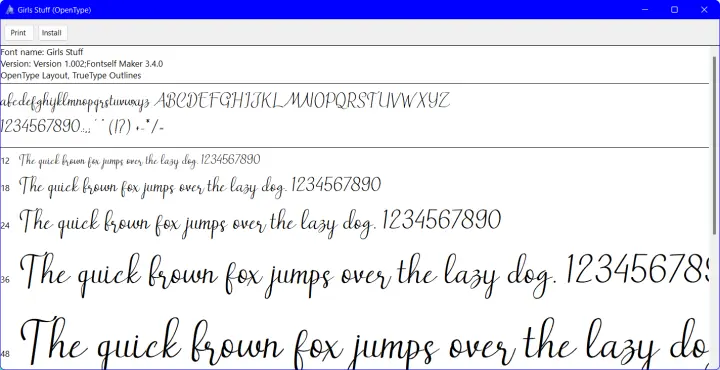 Girls Stuff (OpenType)
Print Install
Font name: Girls Stuff
Version: Version 1.002;Fontself Maker 3.4.0
OpenType Layout, TrueType Outlines
abcdefghijklmnopqrstuvwxyz ABCDEFGHIJKLMNOPQRSTUVWXYZ
1234567890.:,; ' " (!?) +-*/=
12 The quick brown fox jumps over the lazy dog. 1234567890
18 The quick brown fox jumps over the lazy dog. 1234567890
24 The quick brown fox jumps over the lazy dog. 1234567890
36 The quick brown fox jumps over the lazy dog. 123456789
48 The quick brown fox jumps over the lazy do